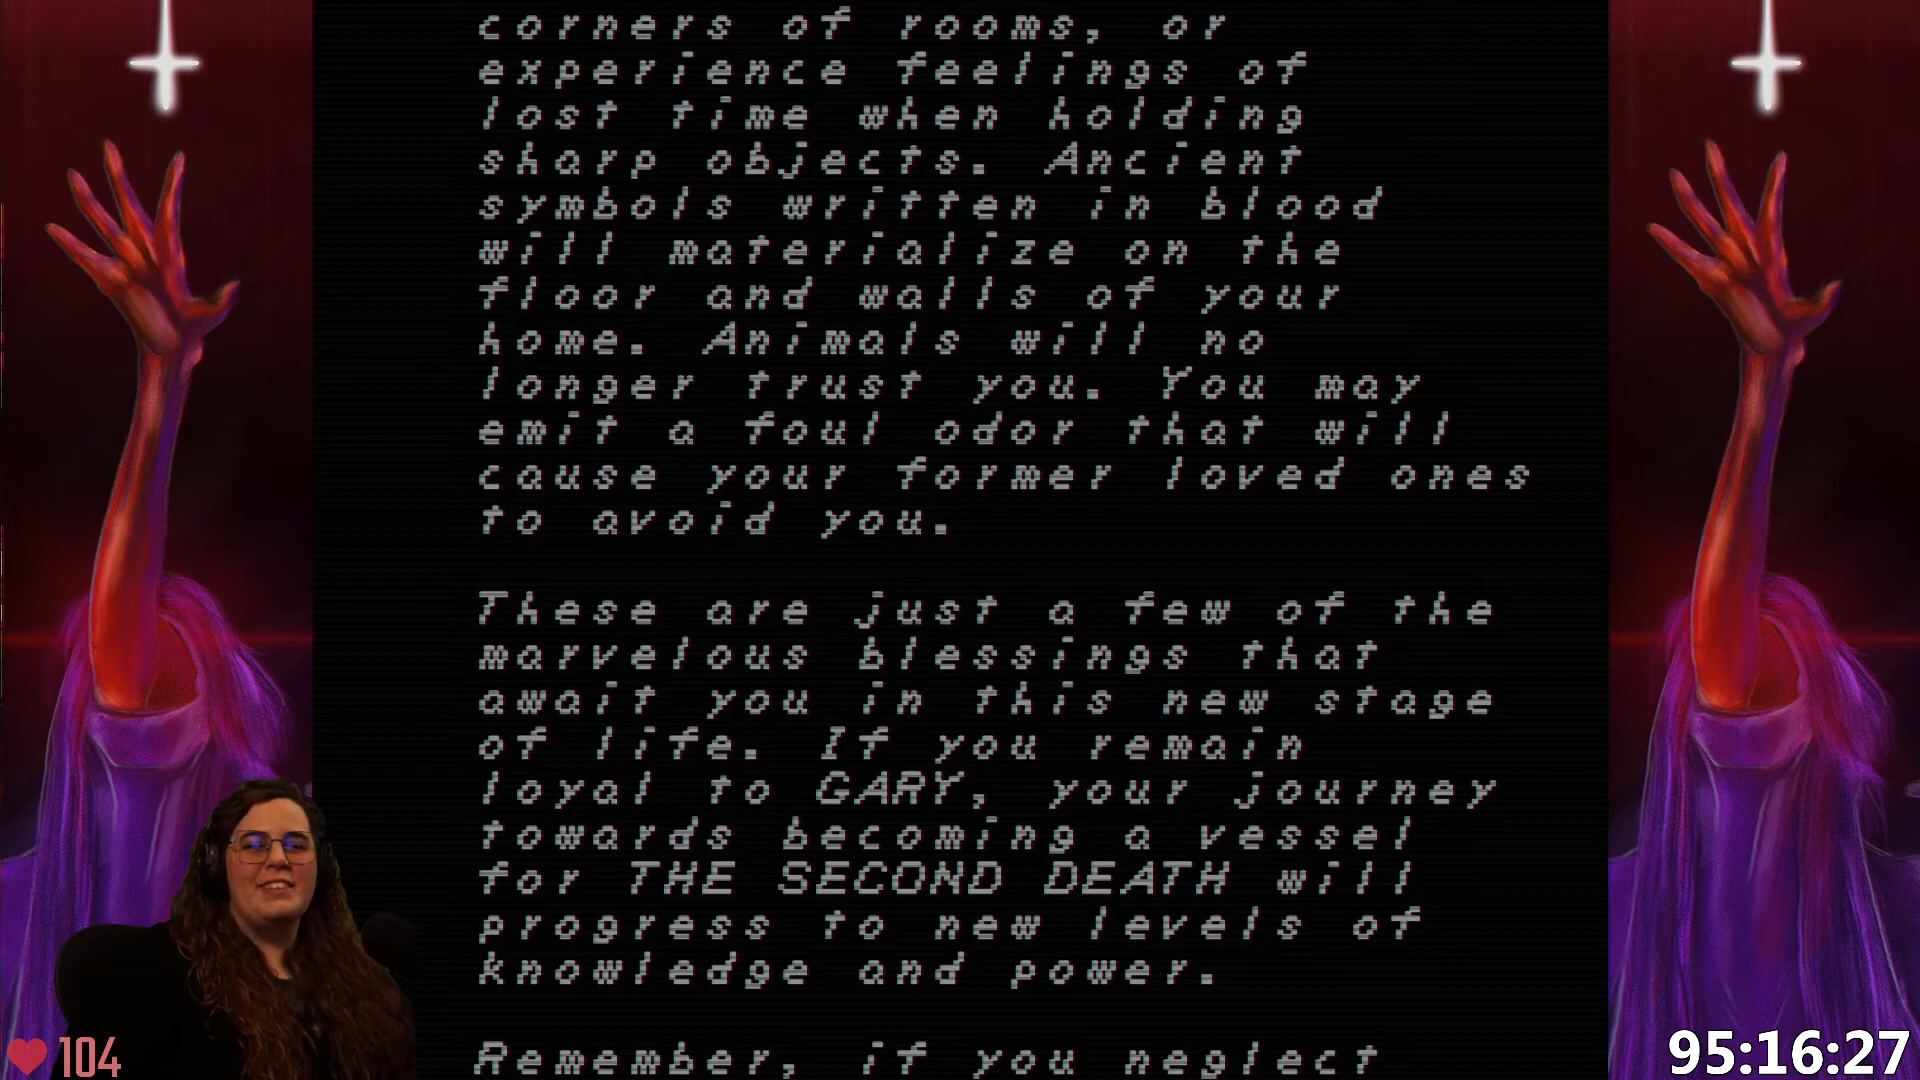 corners of rooms, or
experience feelings of
lost time when holding
sharp objects. Ancient
symbols written in blood
will materialize on the
floor and walls of your
home. Animals will no
longer trust you. You may
emit a foul odor that will
cause your former loved ones
to avoid you.
These are just a few of the
marvelous blessings that
await you in this new stage
of life. If you remain
loyal to GARY, your journey
towards becoming a vessel
for THE SECOND DEATH will
progress to new levels of
knowledge and power.
Remember, if you neglect
104
95:16:27